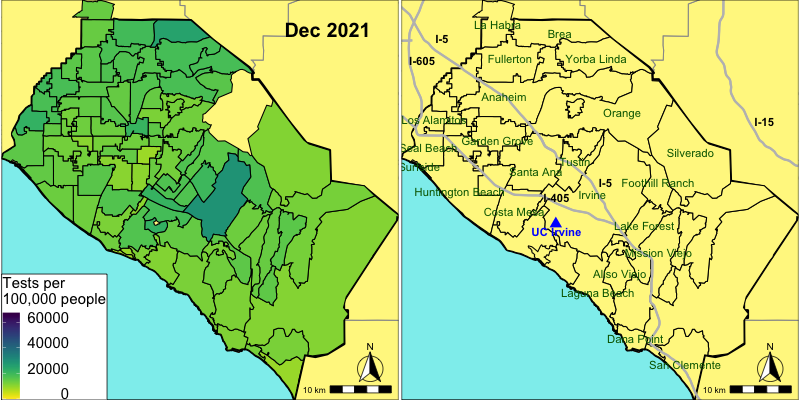 Dec 2021
Tests per
100,000 people
60000
40000
20000
0
N
10 km
La Habra
I-5
Brea
I-605
Fullerton
Yorba Linda
Anaheim
Orange
I-15
Los Alamitos
Garden Grove
Seal Beach
Silverado
Sunside
Tustin
Santa Ana
I-5
Foothill Ranch
Huntington Beach
I-405
Irvine
Costa Mesa
UC Irvine
Lake Forest
Mission Viejo
Aliso Viejo
Laguna Beach
Dana Point
San Clemente
N
10 km